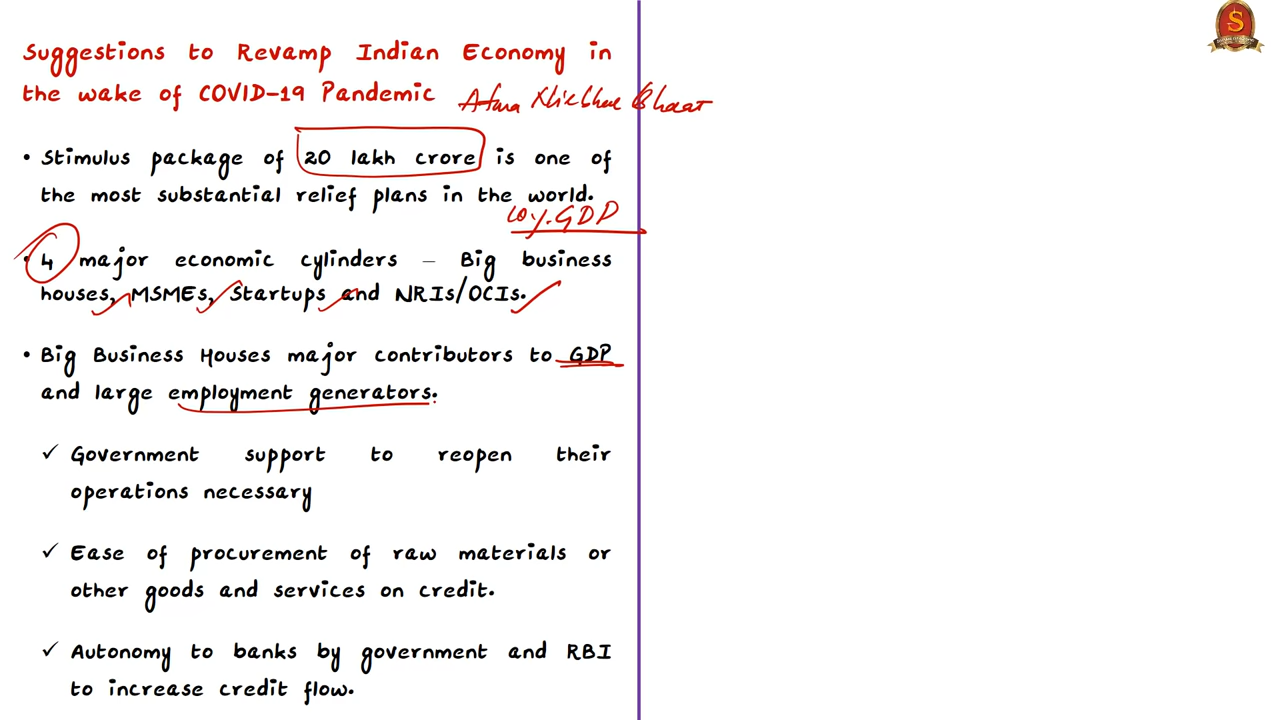 Suggestions to Revamp Indian Economy in
the wake of COVID-19 Pandemic
• Stimulus package of 20 lakh crore is one of
the most substantial relief plans in the world.
10%.GDP
• 4 major economic cylinders – Big business
houses, MSMEs, Startups and NRIs/OCIs.
• Big Business Houses major contributors to GDP
and large employment generators.
✓ Government support to reopen their
operations necessary
✓ Ease of procurement of raw materials or
other goods and services on credit.
✓ Autonomy to banks by government and RBI
to increase credit flow.
S